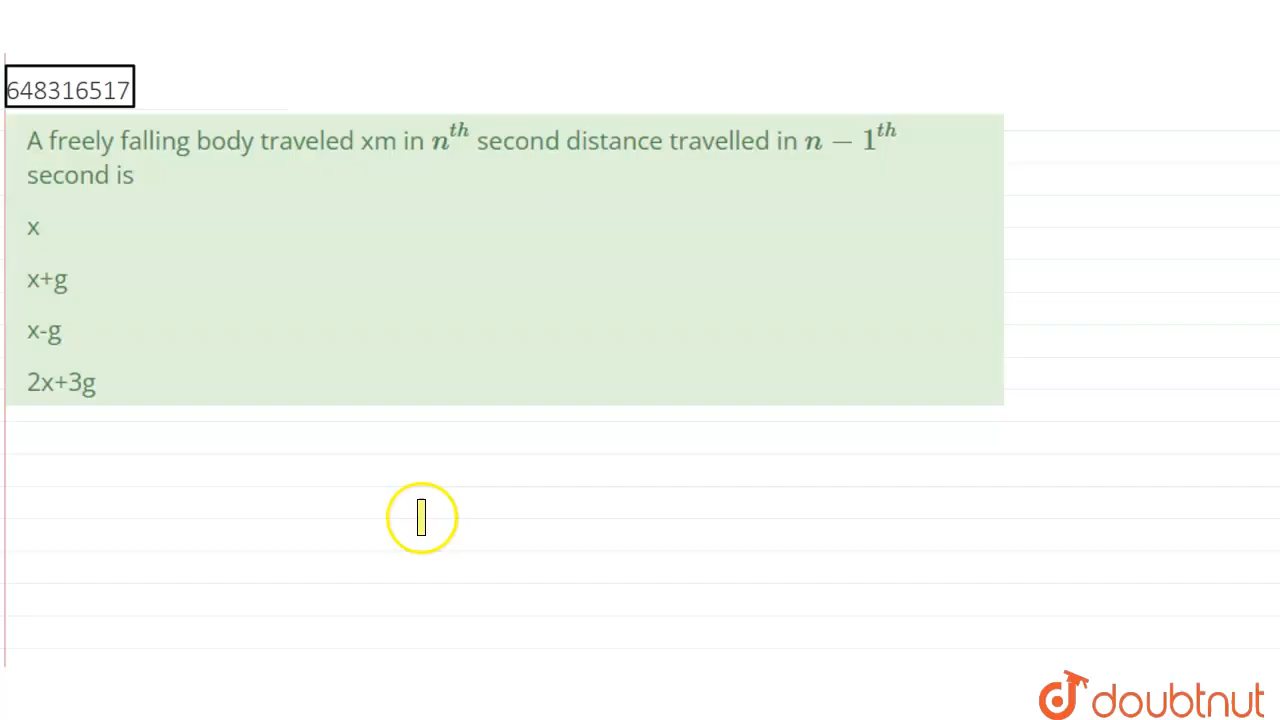 648316517
A freely falling body traveled xm in n^th second distance travelled in n − 1^th
second is
x
x+g
x-g
2x+3g
doubtnut